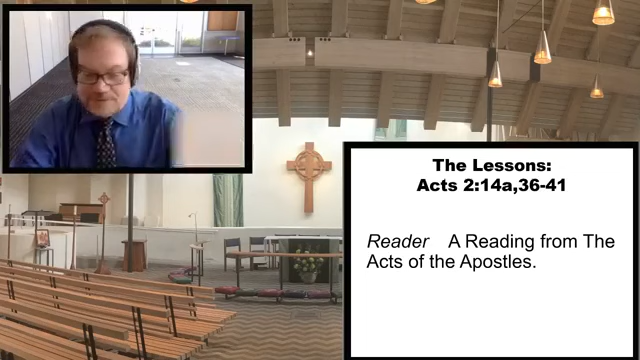 The Lessons:
Acts 2:14a,36-41
Reader A Reading from The
Acts of the Apostles.